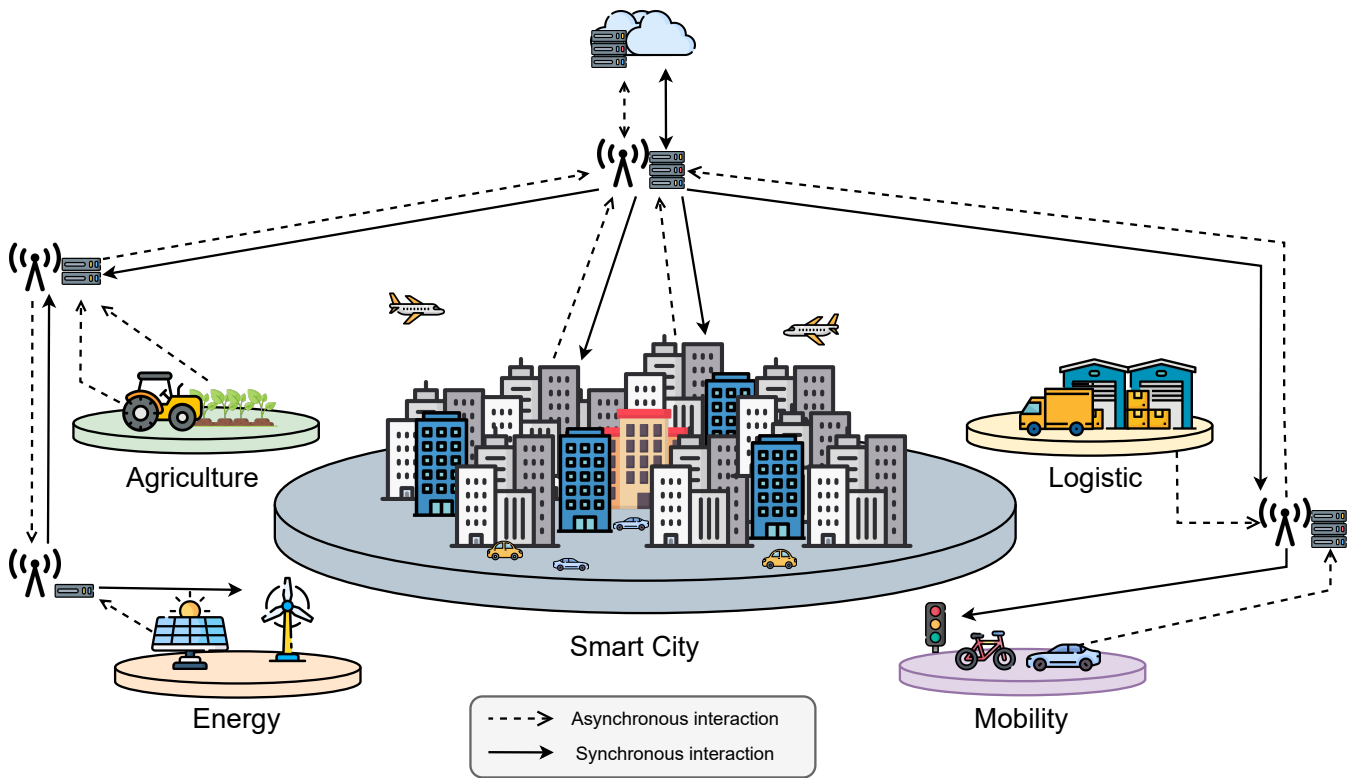 Agriculture
Logistic
Smart City
Energy
Mobility
Asynchronous interaction
Synchronous interaction